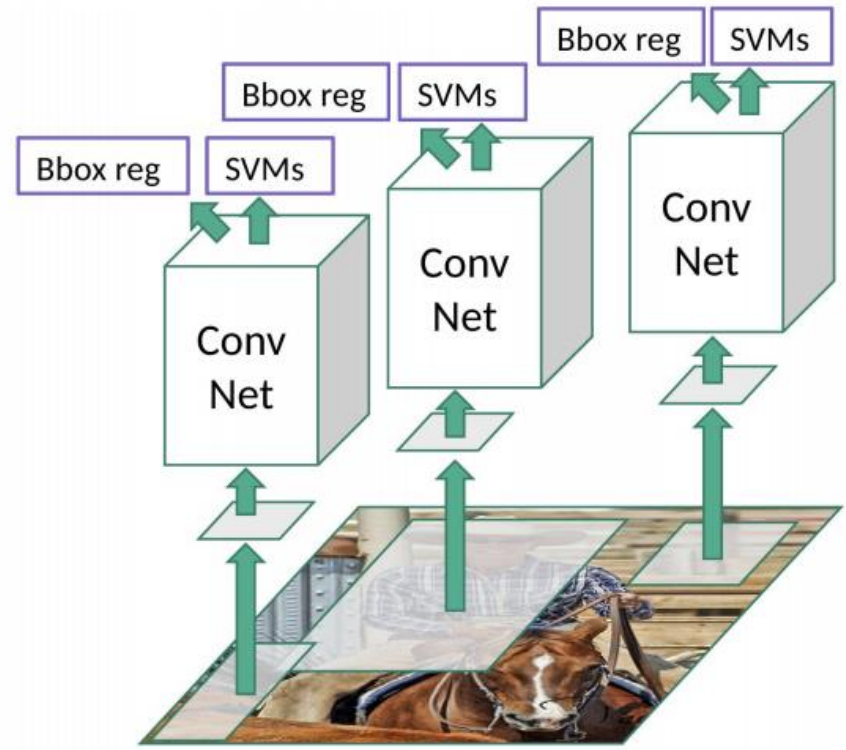 Bbox reg SVMs
Bbox reg SVMs
Bbox reg SVMs
Conv
Net
Conv
Net
Conv
Net